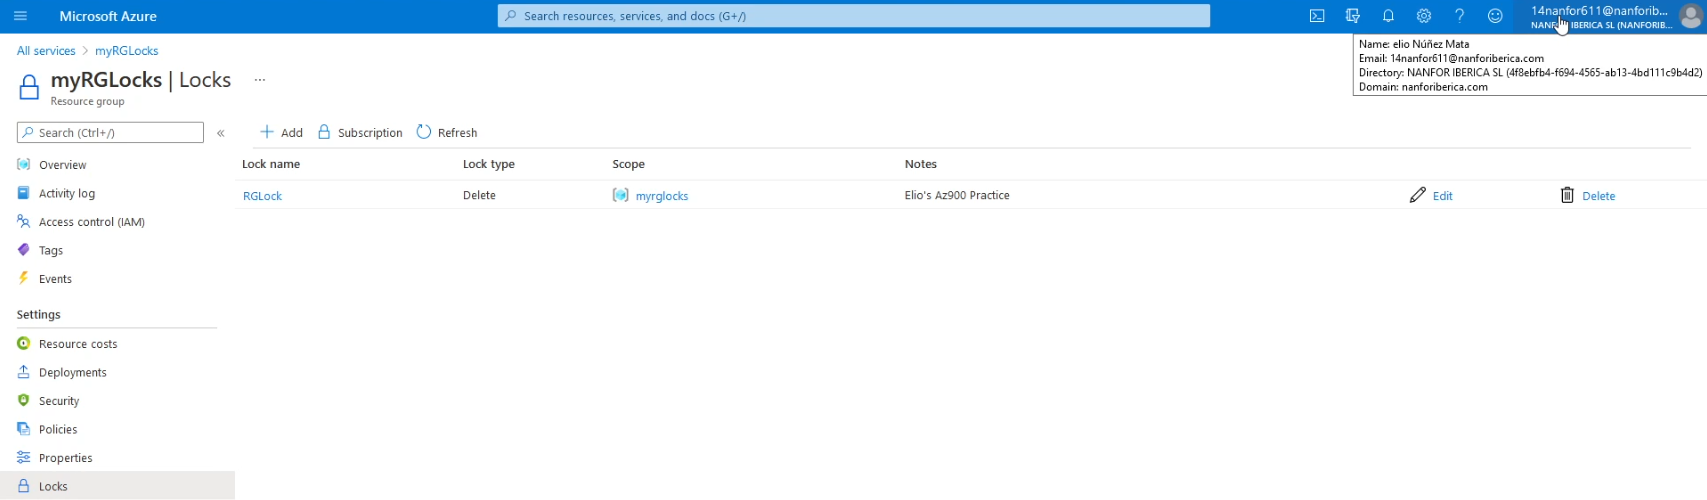 Microsoft Azure
Search resources, services, and docs (G+/)
14nanfor611@nanforib...
IBERICA SL (NANFORIB...
Name: elio Núñez Mata
Email: 14nanfor611@nanforiberica.com
Directory: NANFOR IBERICA SL (4f8ebfb4-f694-4565-ab13-4bd111c9b4d2)
Domain: nanforiberica.com
All services > myRGLocks
myRGLocks | Locks ...
Resource group
Search (Ctrl+/) «
+ Add Subscription Refresh
Lock name Lock type Scope Notes
RGLock Delete myrglocks Elio's Az900 Practice Edit Delete
Overview
Activity log
Access control (IAM)
Tags
Events
Settings
Resource costs
Deployments
Security
Policies
Properties
Locks